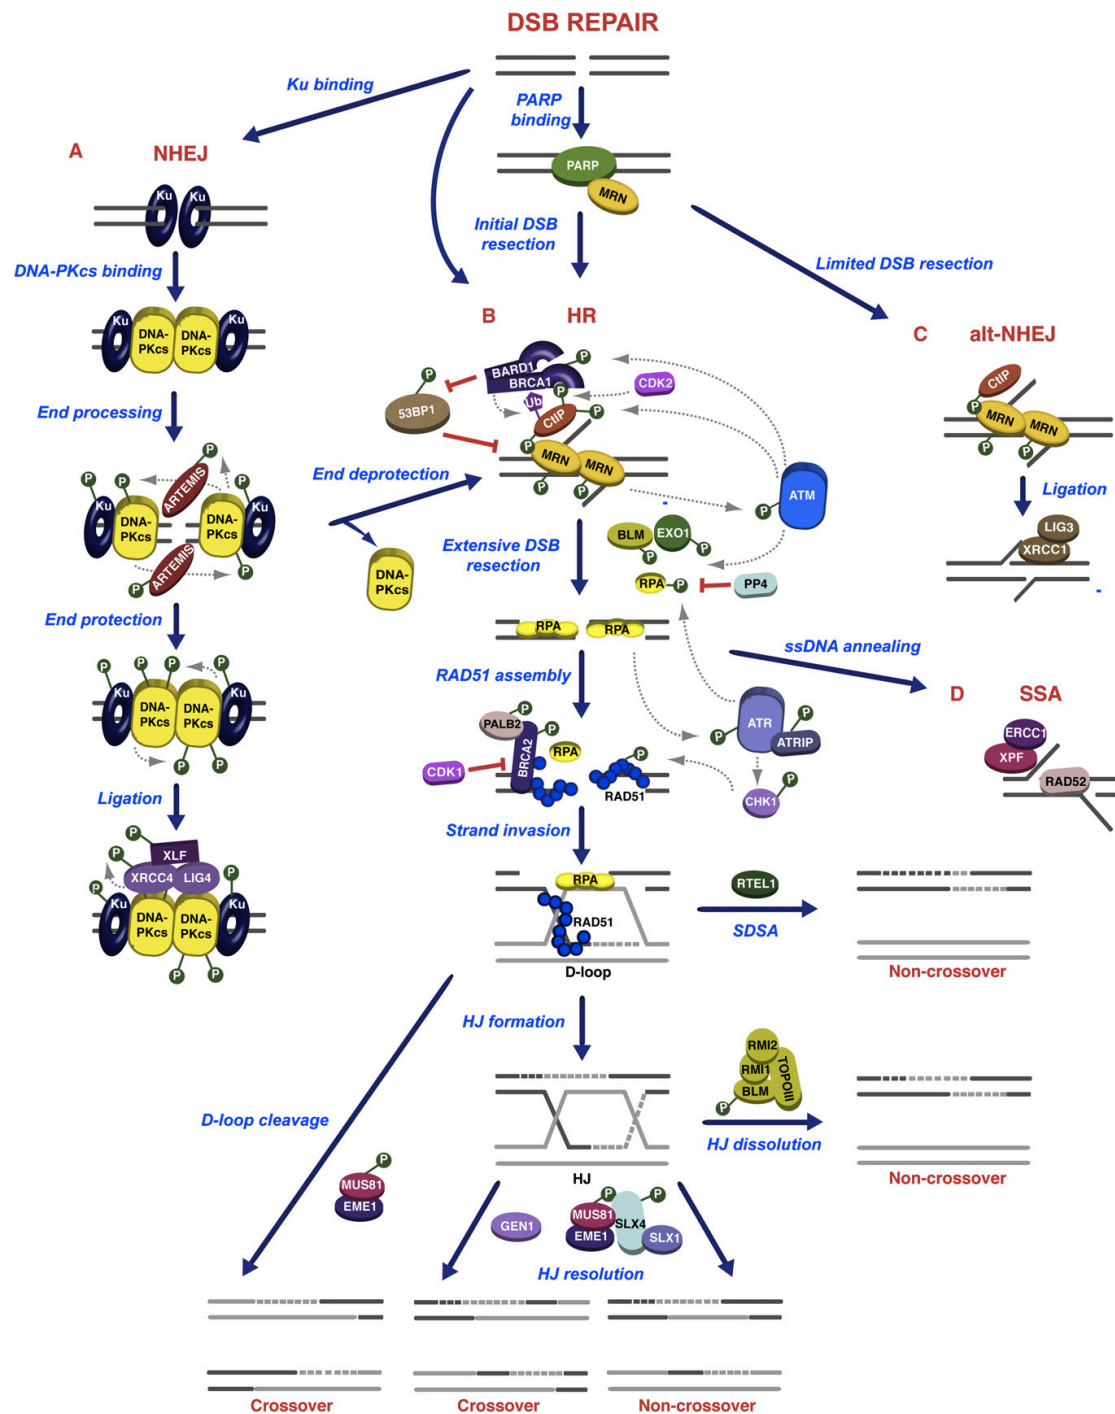 DSB REPAIR
Ku binding
PARP
binding
A
NHEJ
PARP
MRN
Ku
Ku
Initial DSB
resection
DNA-PKcs binding
Limited DSB resection
Ku
DNA-
PKcs
DNA-
PKcs
Ku
B
HR
C
alt-NHEJ
BARD1
P
BRCA1
P
53BP1
CDK2
P
Ub
CtIP
P
P
MRN
MRN
P
P
CtIP
P
MRN
MRN
P
P
End processing
P
ARTEMIS
P
P
P
Ku
DNA-
PKcs
DNA-
PKcs
Ku
ARTEMIS
P
P
End deprotection
DNA-
PKcs
ATM
P
Ligation
LIG3
XRCC1
Extensive DSB
resection
BLM
P
EXO1
P
RPA
P
PP4
End protection
RPA
RPA
ssDNA annealing
P
P
P
P
Ku
DNA-
PKcs
DNA-
PKcs
Ku
P
P
RAD51 assembly
D
SSA
PALB2
P
P
BRCA2
RPA
CDK1
P
RAD51
P
ATR
P
ATRIP
CHK1
P
ERCC1
XPF
RAD52
Ligation
P
XLF
P
XRCC4
LIG4
P
P
Ku
DNA-
PKcs
DNA-
PKcs
Ku
P
P
Strand invasion
RPA
RAD51
D-loop
RTEL1
SDSA
Non-crossover
HJ formation
RMI2
RMI1
BLM
TOPOIII
P
HJ dissolution
Non-crossover
D-loop cleavage
HJ
P
MUS81
EME1
GEN1
P
MUS81
EME1
P
SLX4
SLX1
HJ resolution
Crossover
Crossover
Non-crossover